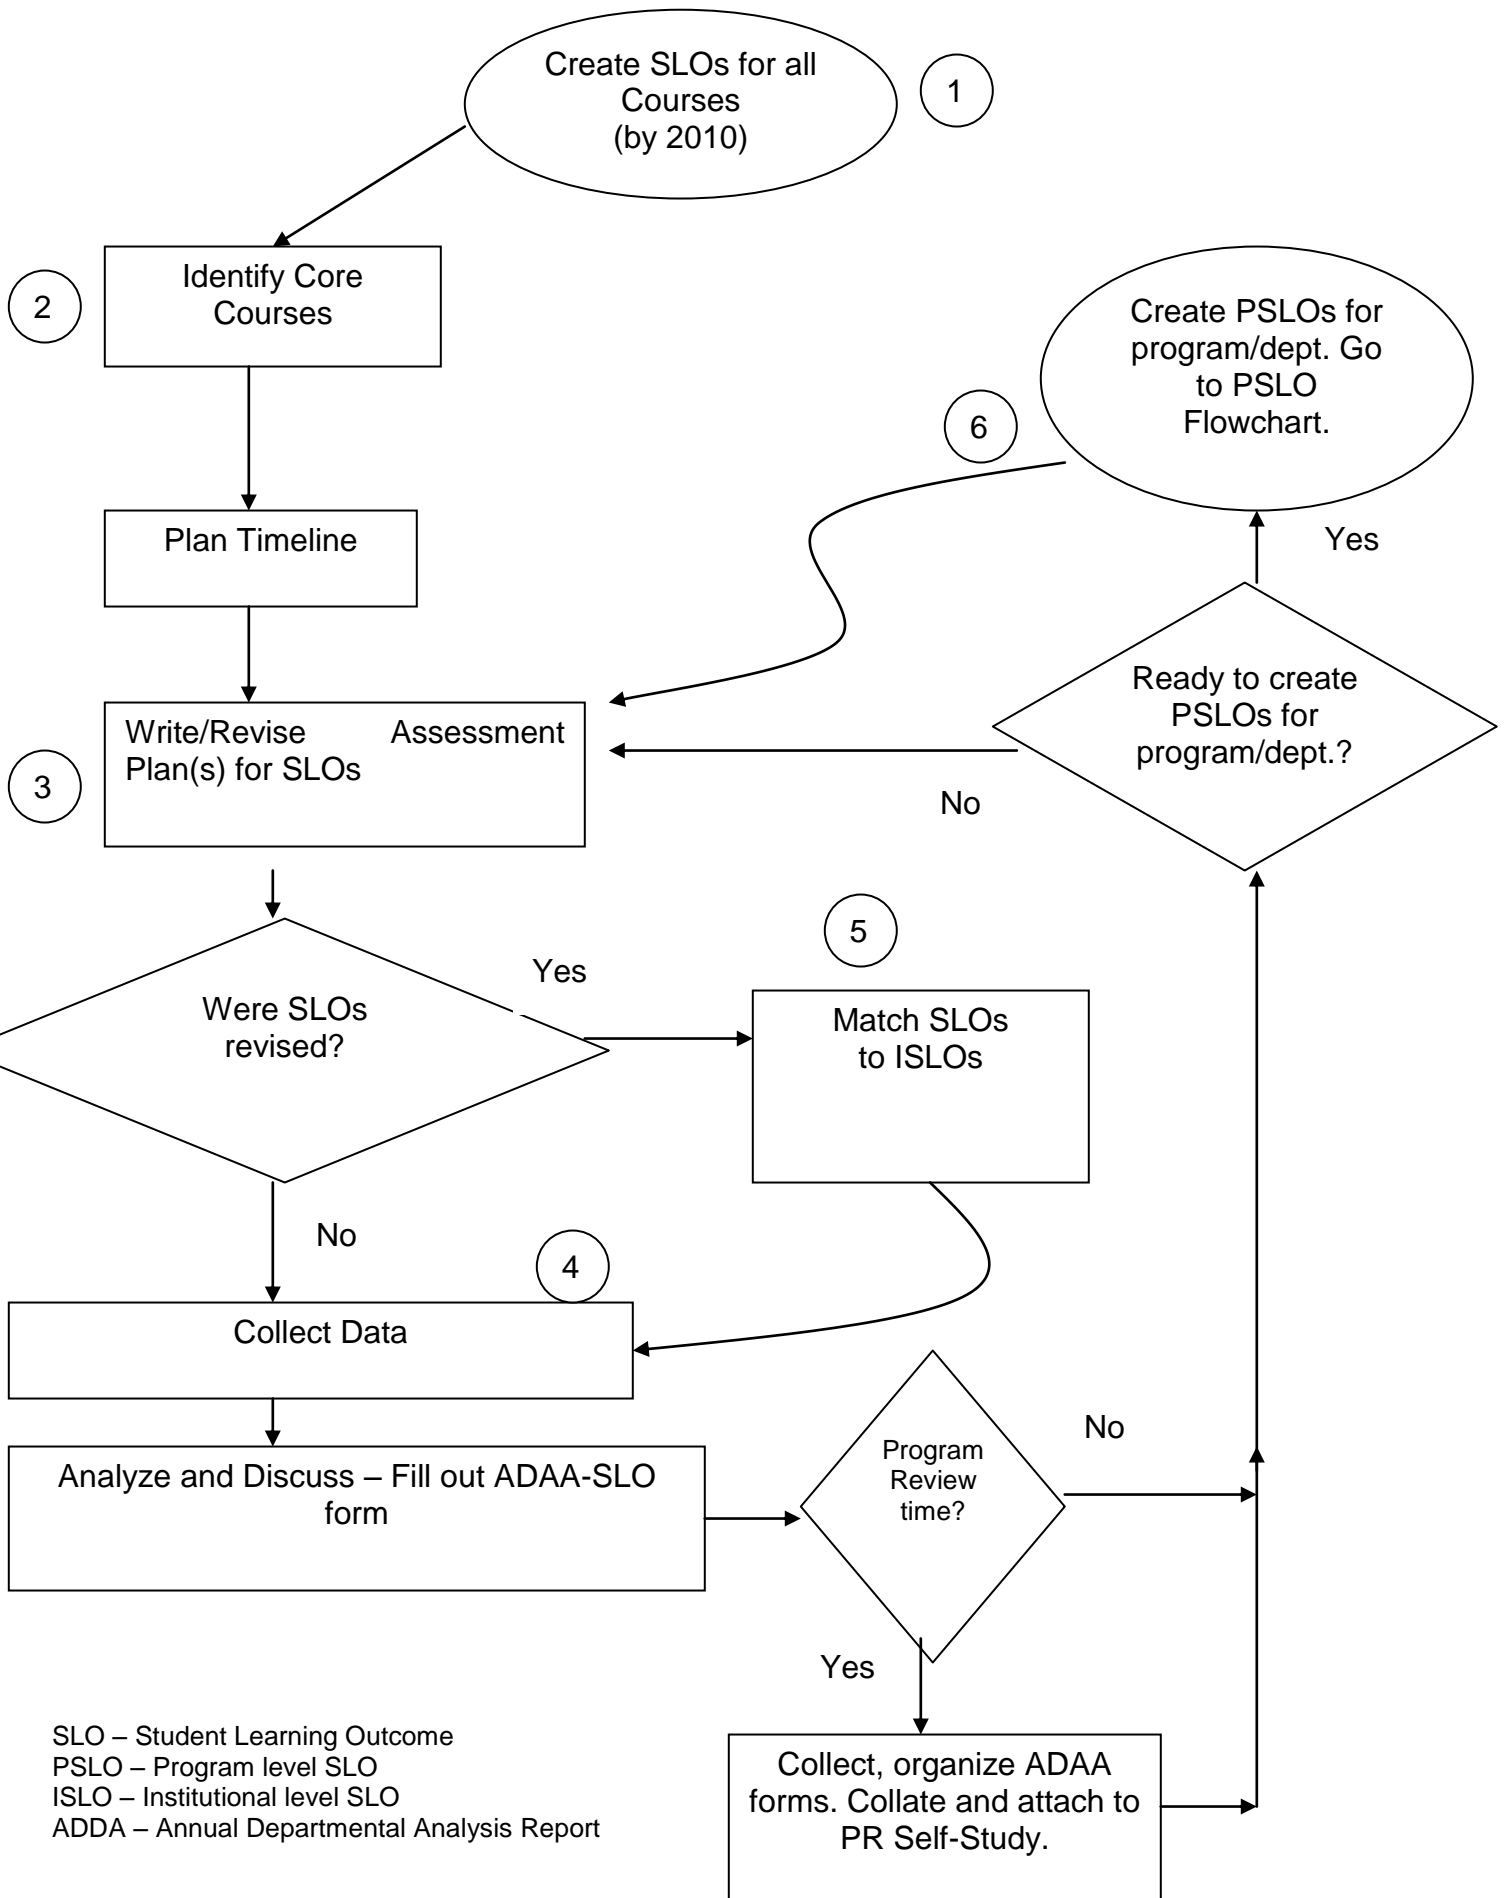 Create SLOs for all
Courses
(by 2010)
1
Identify Core
Courses
2
Create PSLOs for
program/dept. Go
to PSLO
Flowchart.
6
Plan Timeline
Yes
Ready to create
PSLOs for
program/dept.?
Write/Revise Assessment
Plan(s) for SLOs
3
No
5
Yes
Were SLOs
revised?
Match SLOs
to ISLOs
No
4
Collect Data
Analyze and Discuss – Fill out ADAA-SLO
form
Program
Review
time?
No
Yes
Collect, organize ADAA
forms. Collate and attach to
PR Self-Study.
SLO – Student Learning Outcome
PSLO – Program level SLO
ISLO – Institutional level SLO
ADDA – Annual Departmental Analysis Report